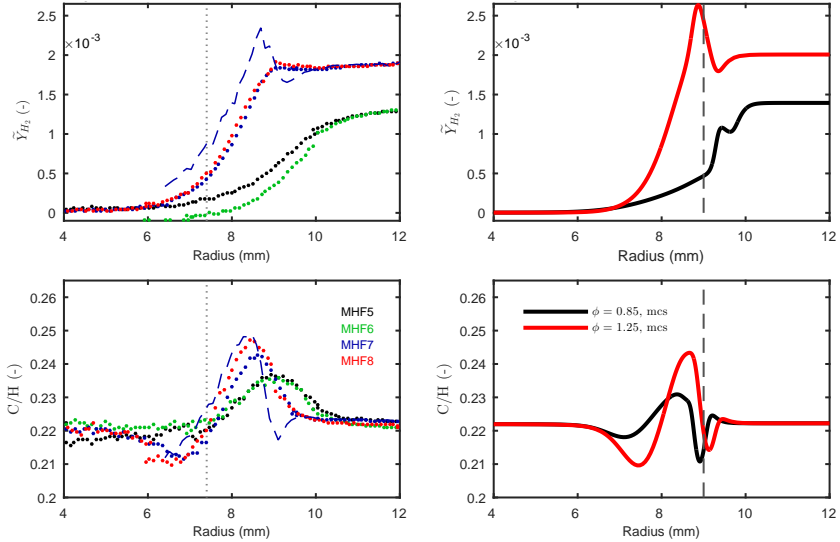 ×10⁻³
2.5
2
1.5
1
0.5
0
Ỹ_{H₂} (-)
4 6 8 10 12
Radius (mm)
×10⁻³
2.5
2
1.5
1
0.5
0
Ỹ_{H₂} (-)
4 6 8 10 12
Radius (mm)
0.26
0.25
0.24
0.23
0.22
0.21
0.2
C/H (-)
MHF5
MHF6
MHF7
MHF8
4 6 8 10 12
Radius (mm)
0.26
0.25
0.24
0.23
0.22
0.21
0.2
C/H (-)
ϕ = 0.85, mcs
ϕ = 1.25, mcs
4 6 8 10 12
Radius (mm)